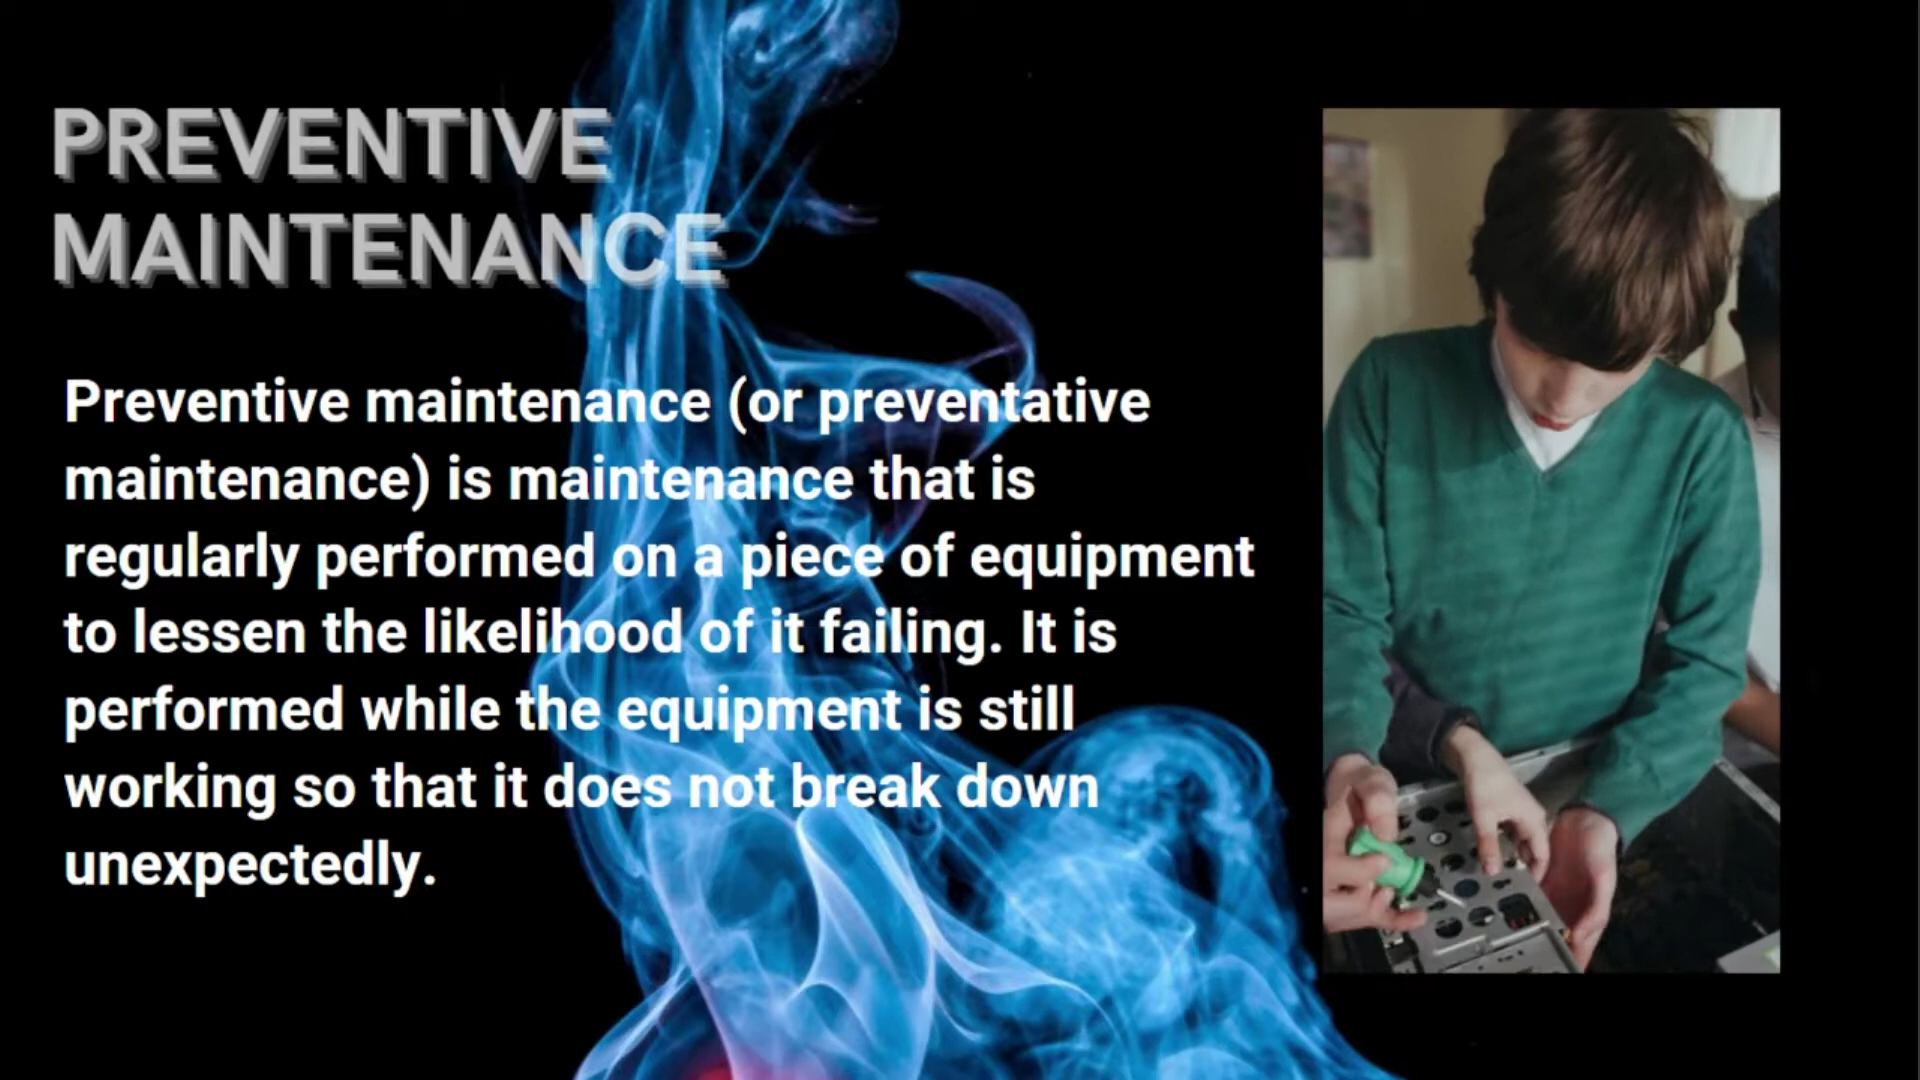 PREVENTIVE
MAINTENANCE
Preventive maintenance (or preventative
maintenance) is maintenance that is
regularly performed on a piece of equipment
to lessen the likelihood of it failing. It is
performed while the equipment is still
working so that it does not break down
unexpectedly.